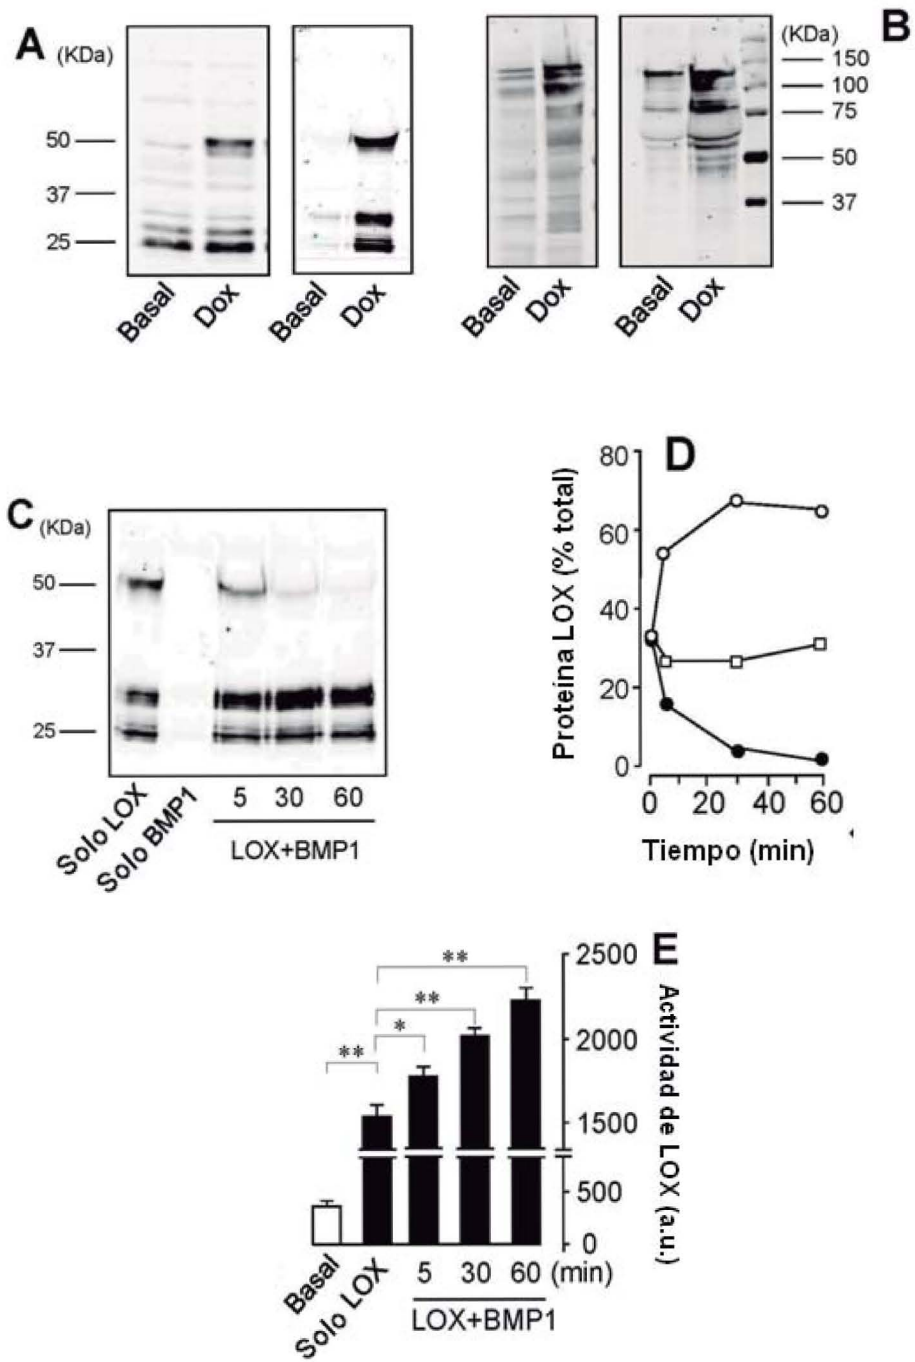 A
(KDa)
50
37
25
Basal
Dox
Basal
Dox
B
(KDa)
150
100
75
50
37
Basal
Dox
Basal
Dox
C
(KDa)
50
37
25
Solo LOX
Solo BMP1
5 30 60
LOX+BMP1
D
Proteína LOX (% total)
80
60
40
20
0
0 20 40 60
Tiempo (min)
E
Actividad de LOX (a.u.)
2500
2000
1500
500
0
**
**
*
**
Basal
Solo LOX
5 30 60 (min)
LOX+BMP1